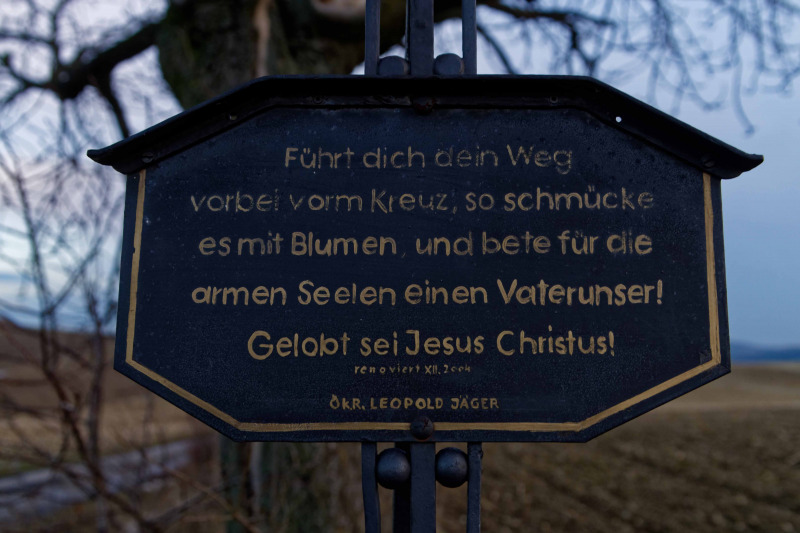 Führt dich dein Weg
vorbei vorm Kreuz, so schmücke
es mit Blumen, und bete für die
armen Seelen einen Vaterunser!
Gelobt sei Jesus Christus!
renoviert XII.
ÖKR. LEOPOLD JÄGER